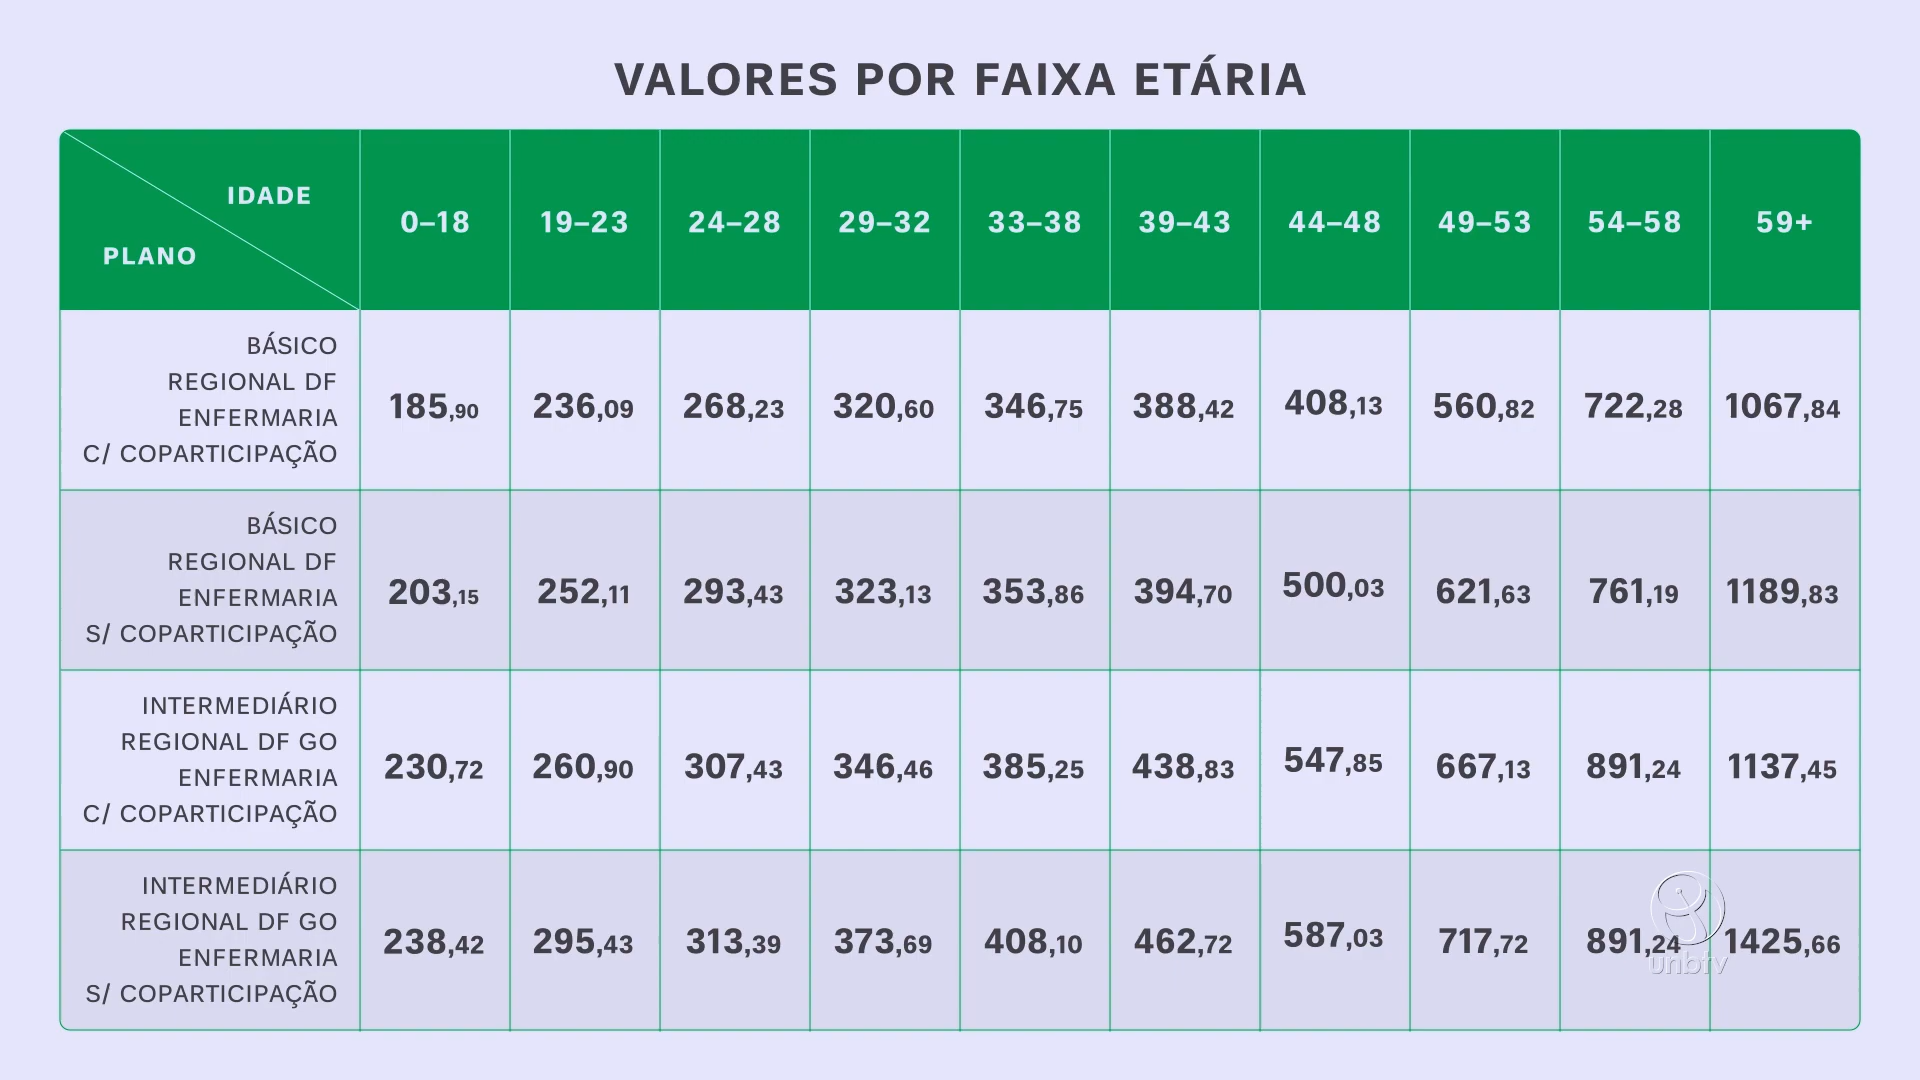 VALORES POR FAIXA ETÁRIA
IDADE
PLANO
0–18 19–23 24–28 29–32 33–38 39–43 44–48 49–53 54–58 59+
BÁSICO
REGIONAL DF
ENFERMARIA
C/ COPARTICIPAÇÃO
185,90 236,09 268,23 320,60 346,75 388,42 408,13 560,82 722,28 1067,84
BÁSICO
REGIONAL DF
ENFERMARIA
S/ COPARTICIPAÇÃO
203,15 252,11 293,43 323,13 353,86 394,70 500,03 621,63 761,19 1189,83
INTERMEDIÁRIO
REGIONAL DF GO
ENFERMARIA
C/ COPARTICIPAÇÃO
230,72 260,90 307,43 346,46 385,25 438,83 547,85 667,13 891,24 1137,45
INTERMEDIÁRIO
REGIONAL DF GO
ENFERMARIA
S/ COPARTICIPAÇÃO
238,42 295,43 313,39 373,69 408,10 462,72 587,03 717,72 891,24 1425,66
unbtv